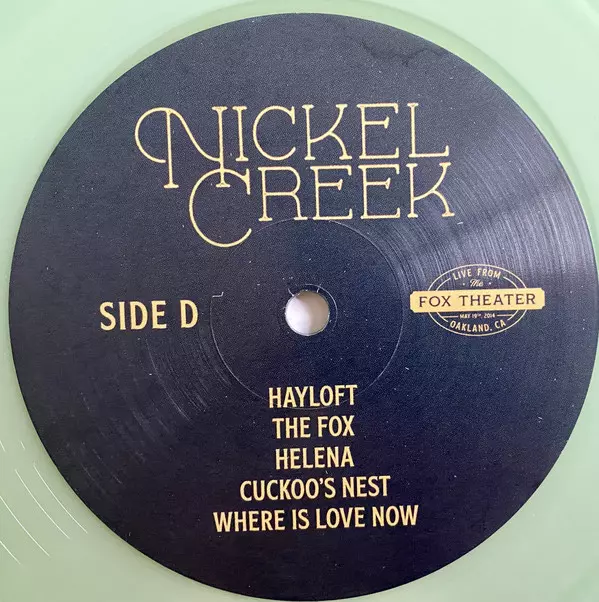 NICKEL
CREEK
SIDE D
LIVE FROM
The
FOX THEATER
MAY 19TH, 2014
OAKLAND, CA
HAYLOFT
THE FOX
HELENA
CUCKOO'S NEST
WHERE IS LOVE NOW